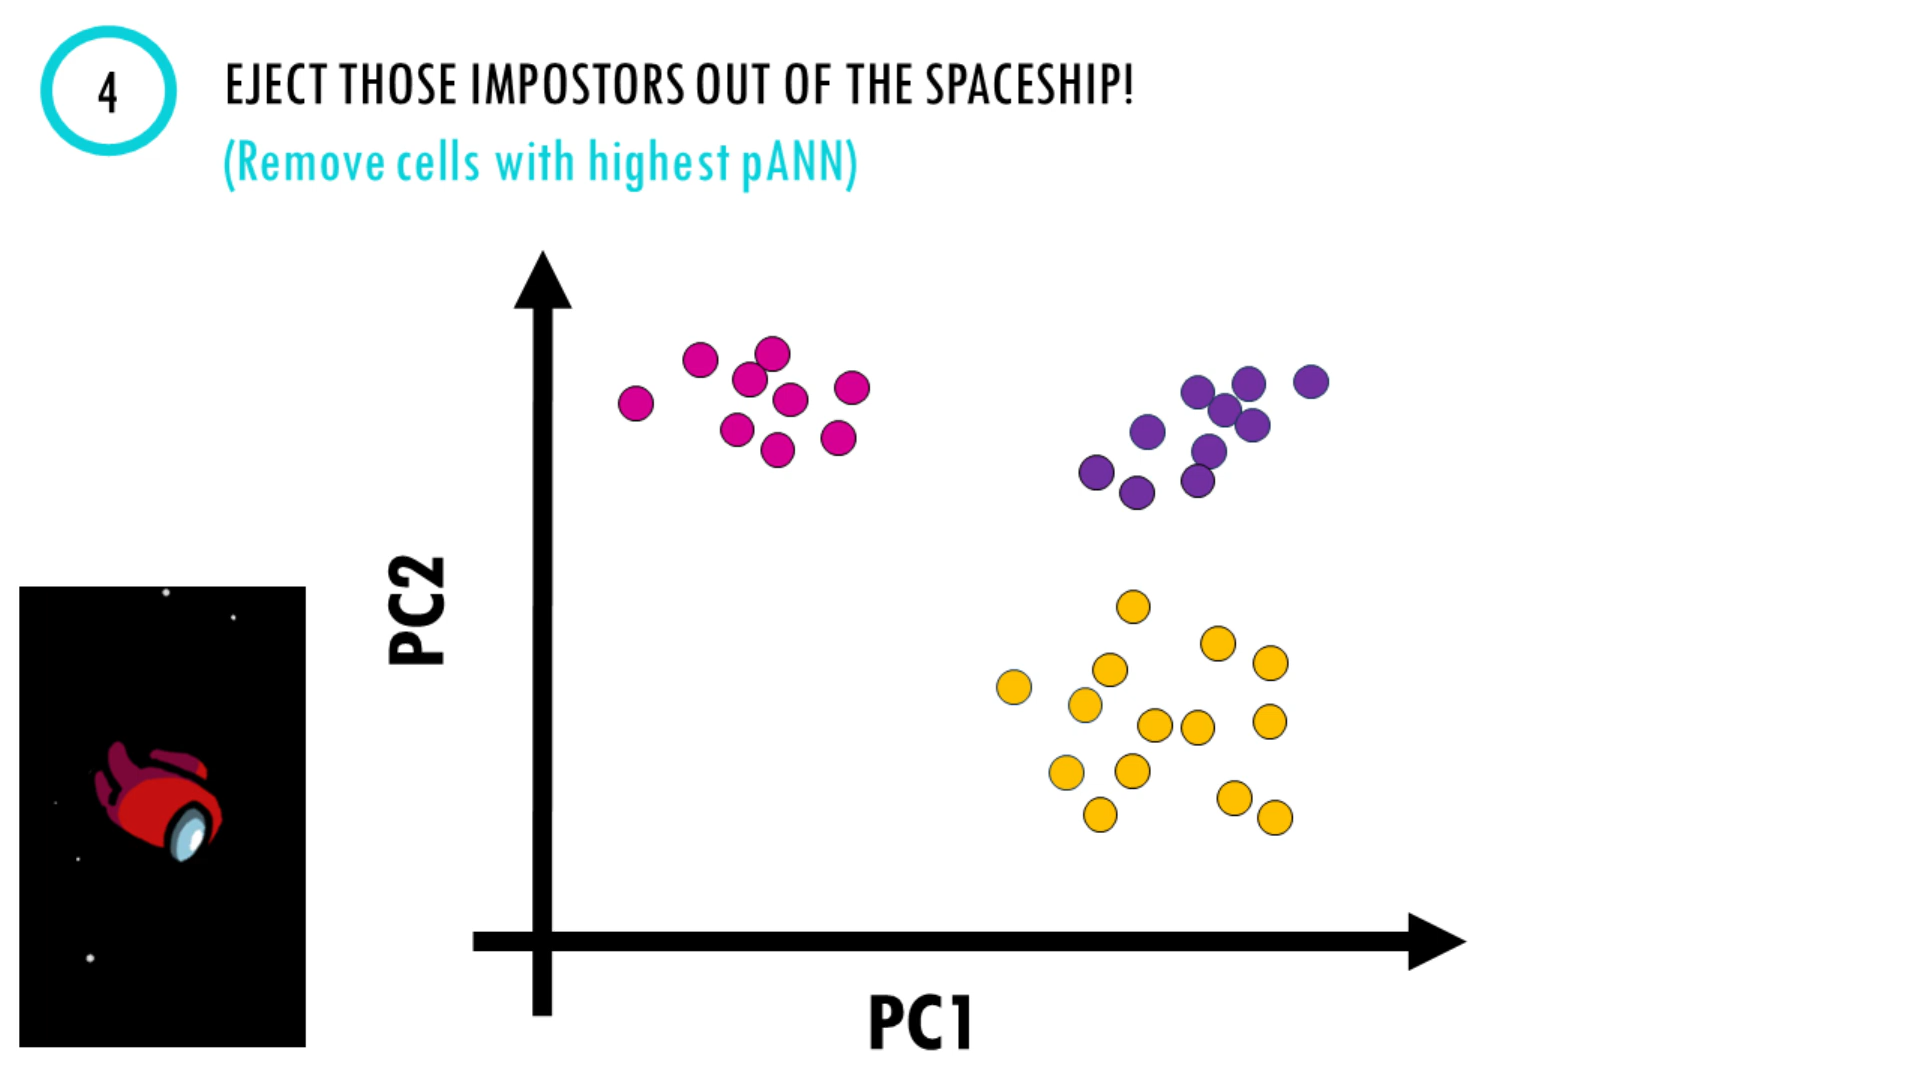 4
EJECT THOSE IMPOSTORS OUT OF THE SPACESHIP!
(Remove cells with highest pANN)
PC2
PC1